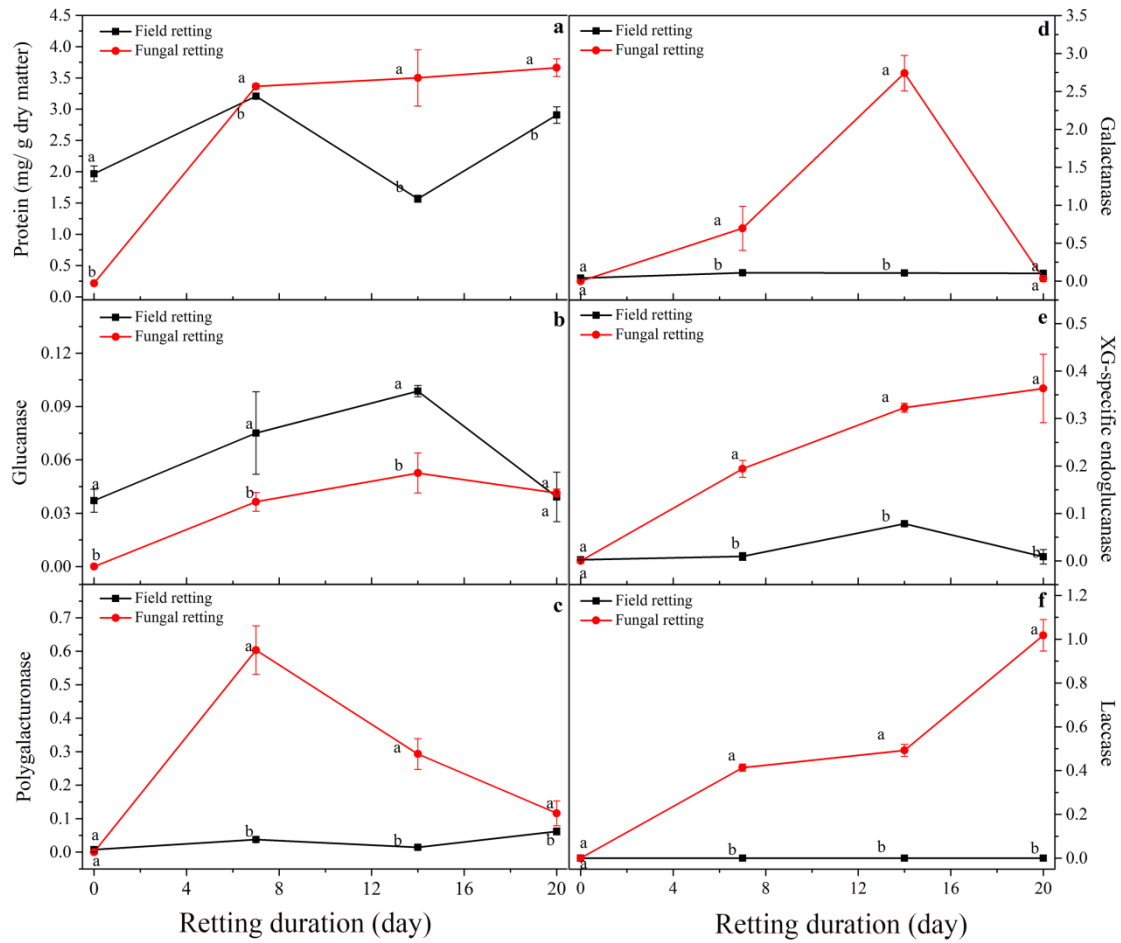 Field retting
Fungal retting
a
Protein (mg/ g dry matter)
4.5
4.0
3.5
3.0
2.5
2.0
1.5
1.0
0.5
0.0
a
b
a
b
a
b
a
b
Field retting
Fungal retting
d
Galactanase
3.5
3.0
2.5
2.0
1.5
1.0
0.5
0.0
a
a
a
b
a
b
a
a
Field retting
Fungal retting
b
Glucanase
0.12
0.09
0.06
0.03
0.00
a
b
a
b
a
b
a
a
Field retting
Fungal retting
e
XG-specific endoglucanase
0.5
0.4
0.3
0.2
0.1
0.0
a
a
a
b
a
b
a
b
Field retting
Fungal retting
c
Polygalacturonase
0.7
0.6
0.5
0.4
0.3
0.2
0.1
0.0
a
a
a
b
a
b
a
b
0 4 8 12 16 20
Retting duration (day)
Field retting
Fungal retting
f
Laccase
1.2
1.0
0.8
0.6
0.4
0.2
0.0
a
a
a
b
a
b
a
b
0 4 8 12 16 20
Retting duration (day)